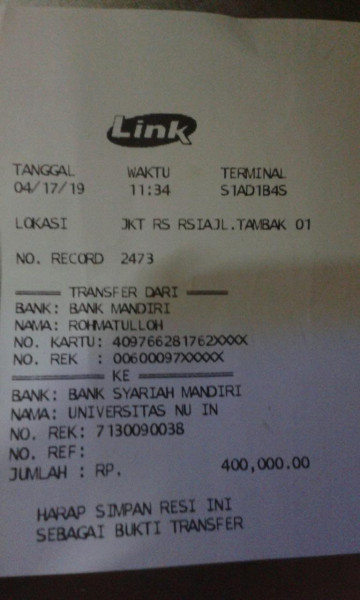 Link
TANGGAL WAKTU TERMINAL
04/17/19 11:34 S1AD1B4S
LOKASI JKT RS RSIAJL.TAMBAK 01
NO. RECORD 2473
TRANSFER DARI
BANK: BANK MANDIRI
NAMA: ROHMATULLOH
NO. KARTU: 409766281762XXXX
NO. REK : 00600097XXXXX
KE
BANK: BANK SYARIAH MANDIRI
NAMA: UNIVERSITAS NU IN
NO. REK: 7130090038
NO. REF:
JUMLAH : RP. 400,000.00
HARAP SIMPAN RESI INI
SEBAGAI BUKTI TRANSFER